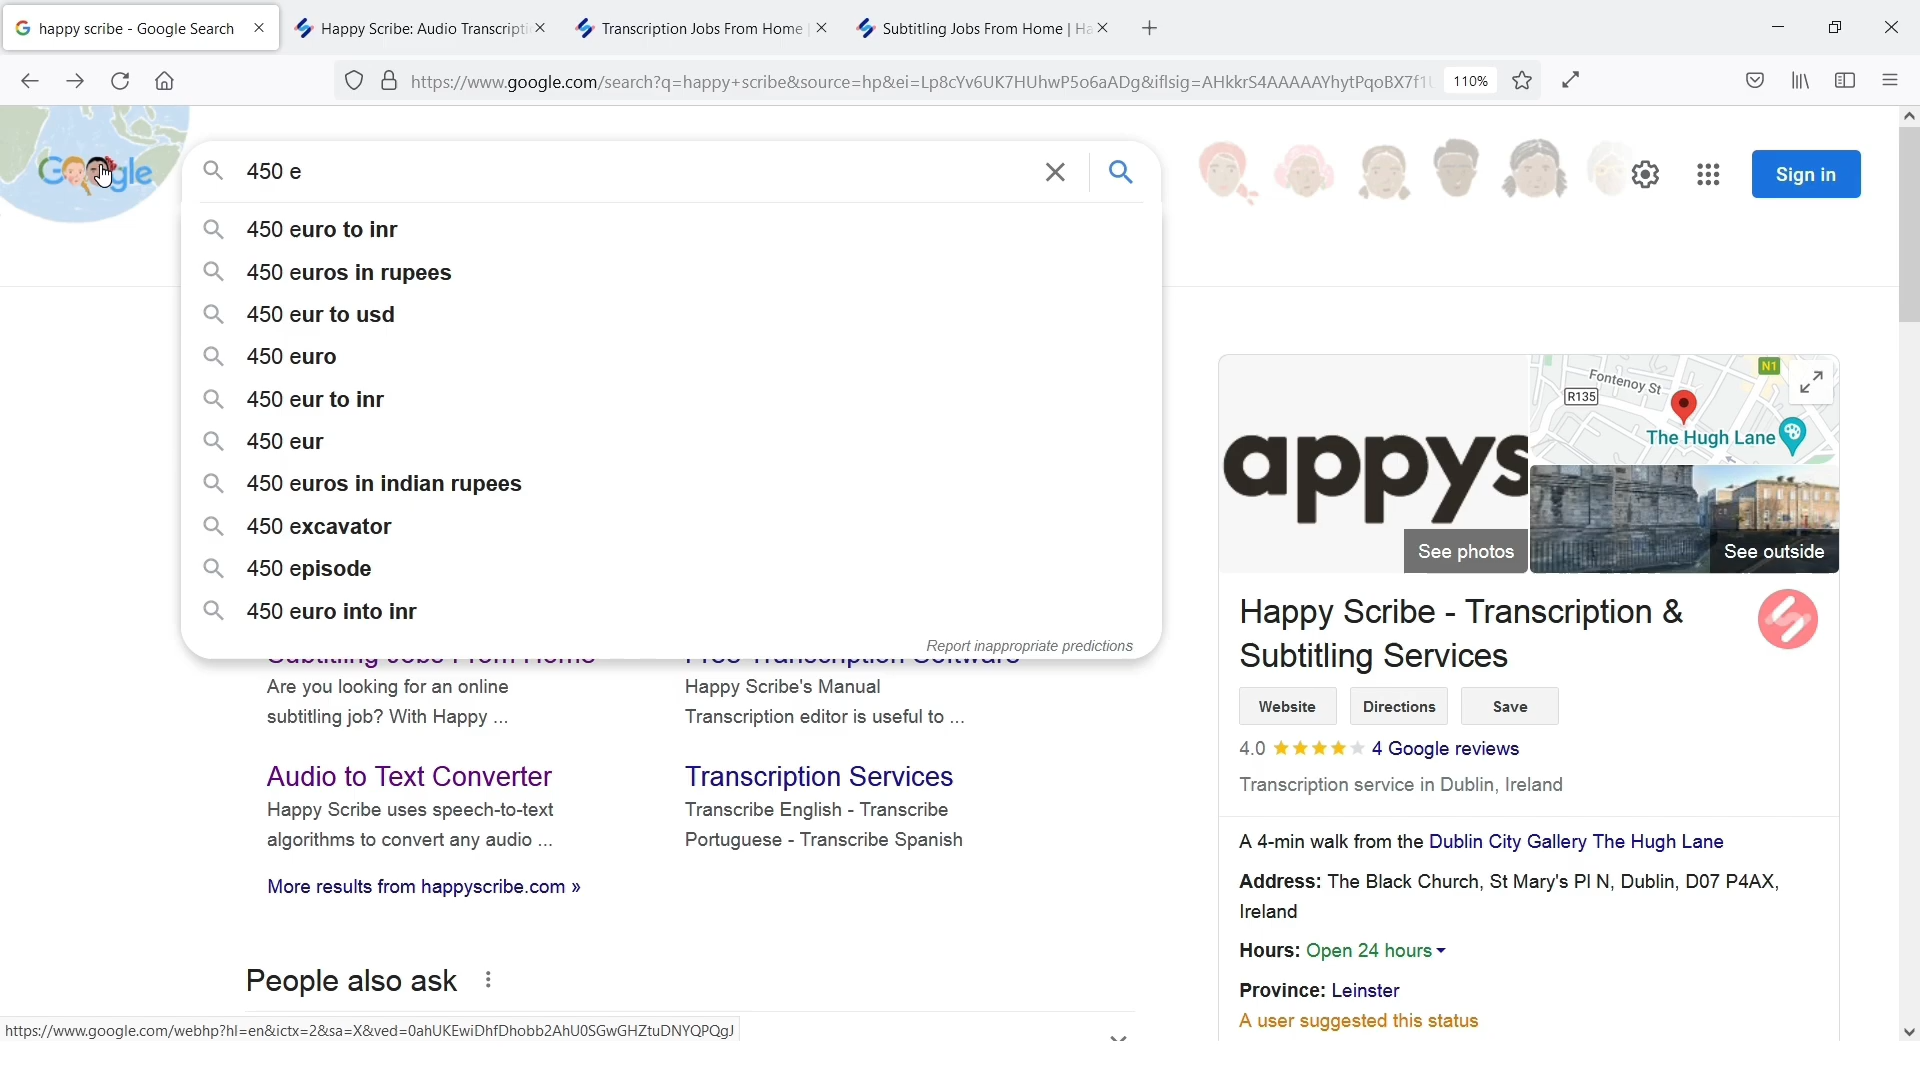 happy scribe - Google Search
Happy Scribe: Audio Transcripti
Transcription Jobs From Home |
Subtitling Jobs From Home | Ha
https://www.google.com/search?q=happy+scribe&source=hp&ei=Lp8cYv6UK7HUhwP5o6aADg&iflsig=AHkkrS4AAAAAYhytPqoBX7f1
110%
Google
450 e
Sign in
450 euro to inr
450 euros in rupees
450 eur to usd
450 euro
450 eur to inr
450 eur
450 euros in indian rupees
450 excavator
450 episode
450 euro into inr
Report inappropriate predictions
Subtitling Jobs From Home
Free Transcription Software
Are you looking for an online
subtitling job? With Happy ...
Happy Scribe's Manual
Transcription editor is useful to ...
Audio to Text Converter
Happy Scribe uses speech-to-text
algorithms to convert any audio ...
Transcription Services
Transcribe English - Transcribe
Portuguese - Transcribe Spanish
More results from happyscribe.com »
People also ask
https://www.google.com/webhp?hl=en&ictx=2&sa=X&ved=0ahUKEwiDhfDhobb2AhU0SGwGHZtuDNYQPQgJ
appys
See photos
Fontenoy St
N1
R135
The Hugh Lane
See outside
Happy Scribe - Transcription &
Subtitling Services
Website
Directions
Save
4.0
4 Google reviews
Transcription service in Dublin, Ireland
A 4-min walk from the Dublin City Gallery The Hugh Lane
Address: The Black Church, St Mary's Pl N, Dublin, D07 P4AX,
Ireland
Hours: Open 24 hours
Province: Leinster
A user suggested this status